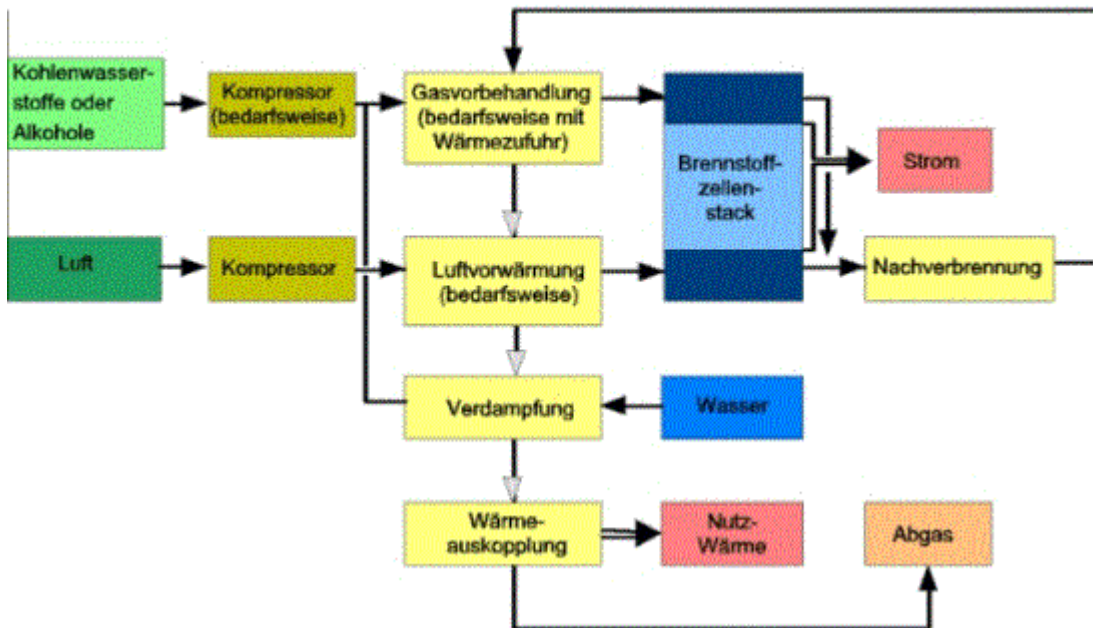 Kohlenwasser-
stoffe oder
Alkohole
Kompressor
(bedarfsweise)
Gasvorbehandlung
(bedarfsweise mit
Wärmezufuhr)
Brennstoff-
zellen-
stack
Strom
Luft
Kompressor
Luftvorwärmung
(bedarfsweise)
Nachverbrennung
Verdampfung
Wasser
Wärme-
auskopplung
Nutz-
Wärme
Abgas